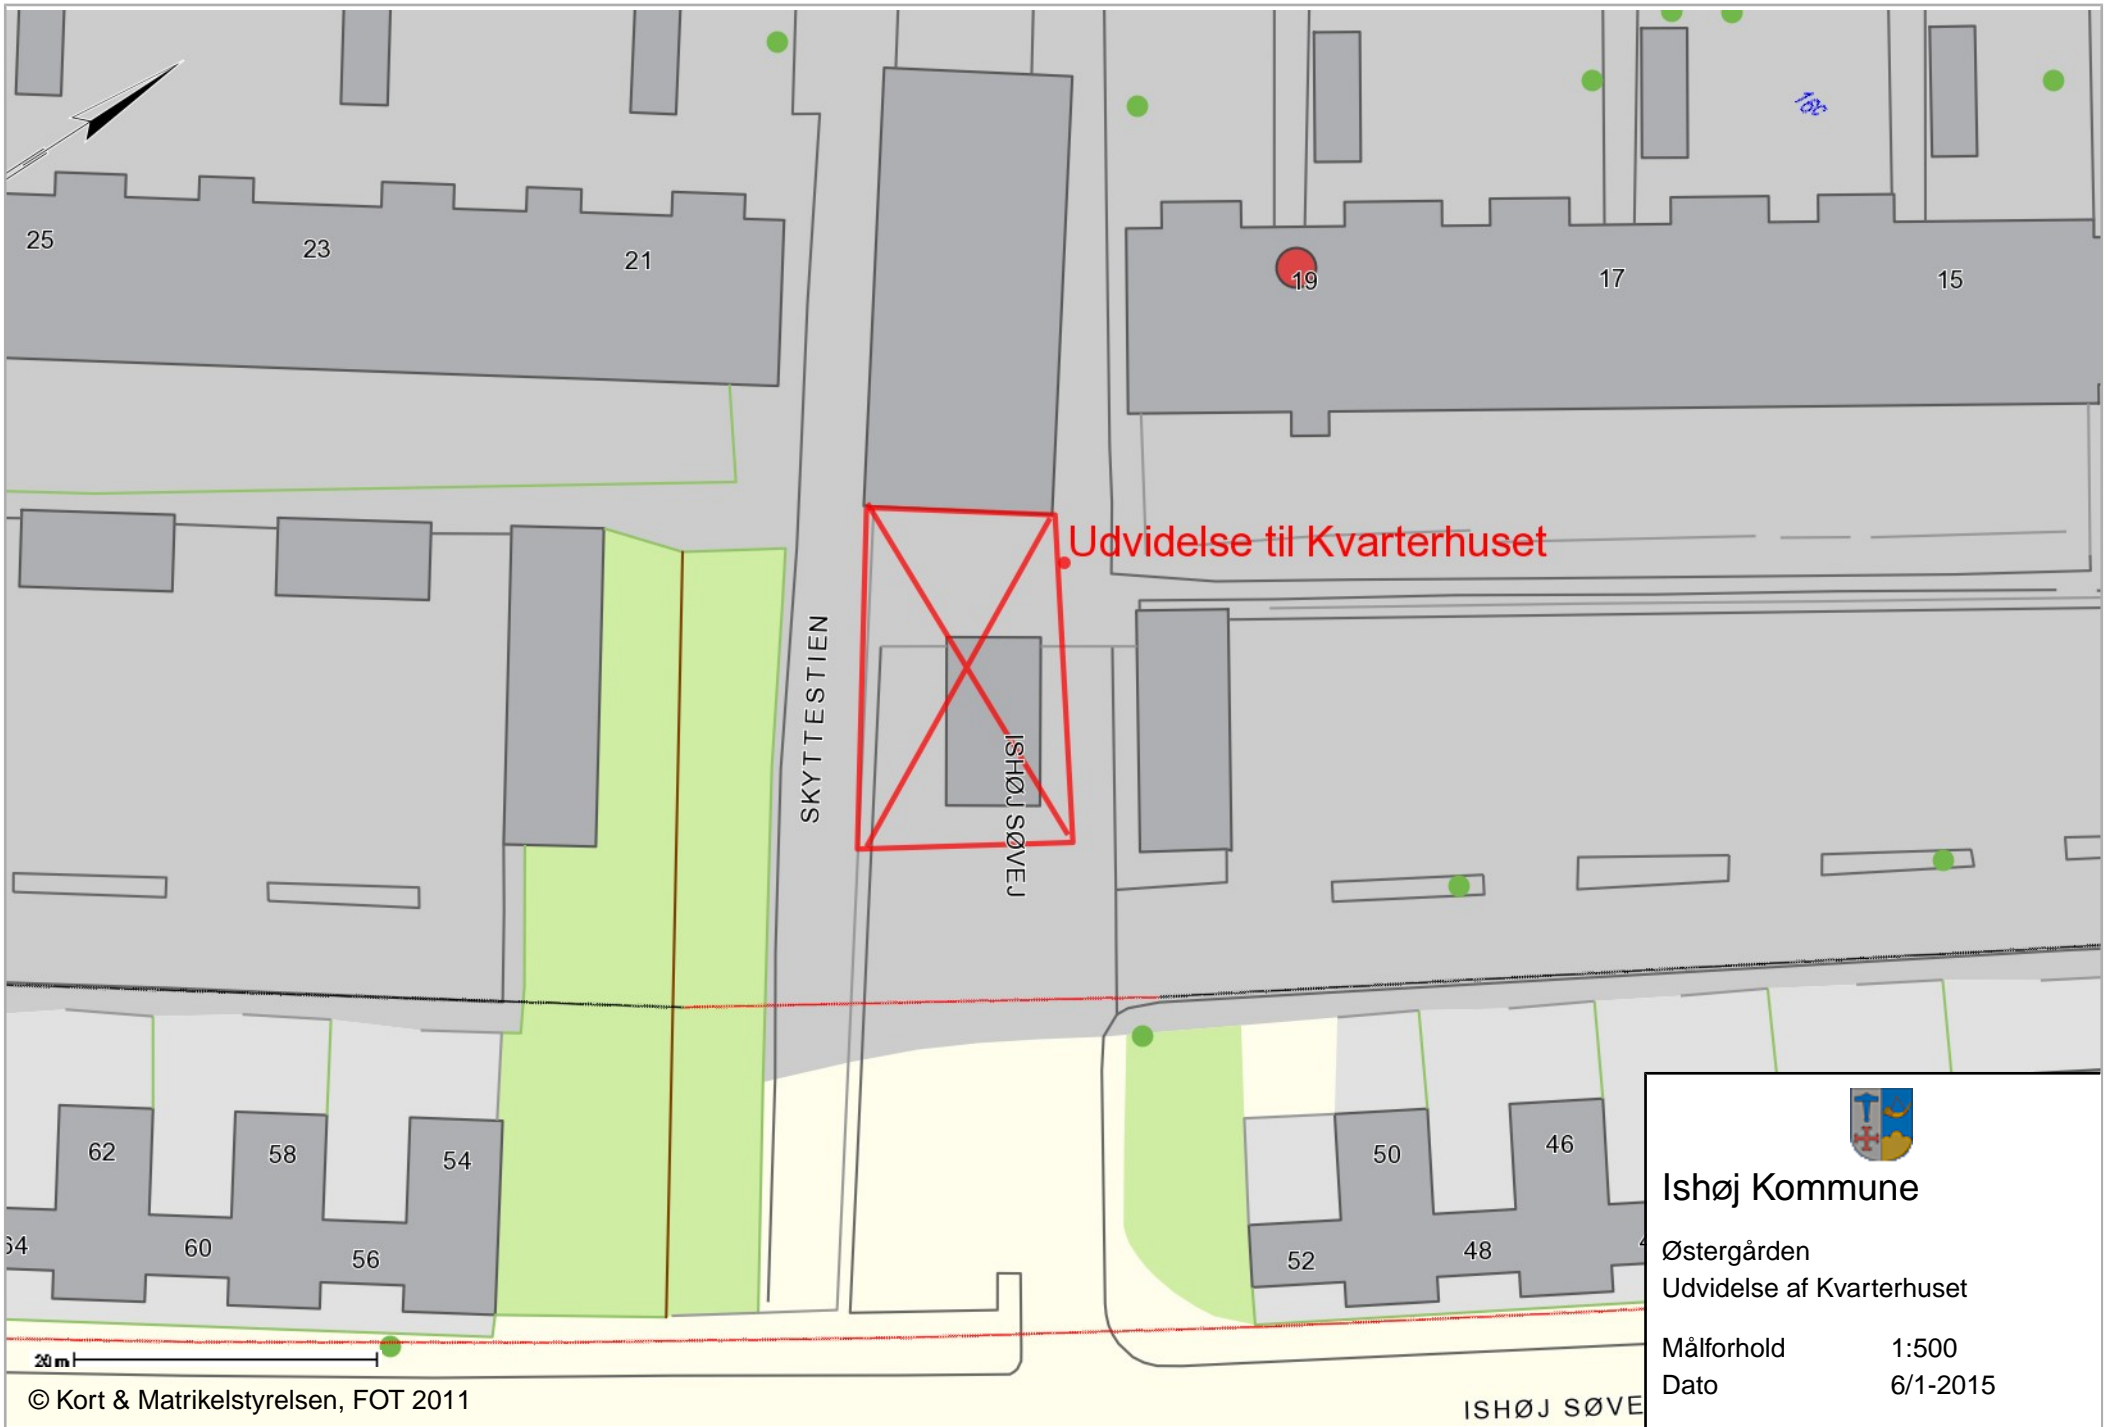 18c
25
23
21
19
17
15
Udvidelse til Kvarterhuset
SKYTTESTIEN
ISHØJ SØVEJ
62
58
54
50
46
64
60
56
52
48
Ishøj Kommune
Østergården
Udvidelse af Kvarterhuset
Målforhold 1:500
Dato 6/1-2015
20 m
© Kort & Matrikelstyrelsen, FOT 2011
ISHØJ SØVE